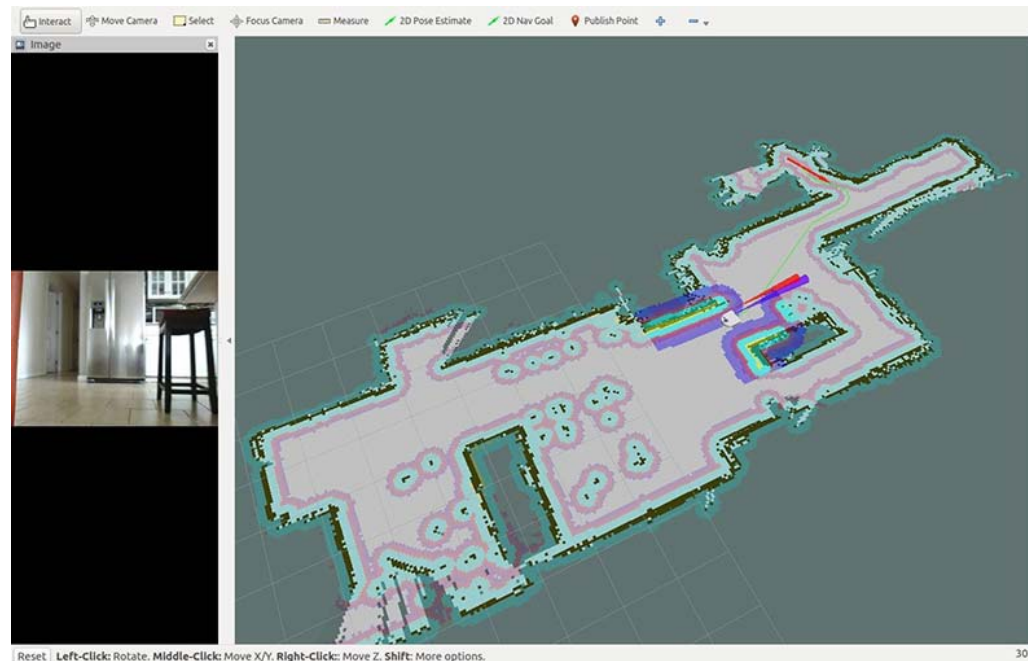 Interact Move Camera Select Focus Camera Measure 2D Pose Estimate 2D Nav Goal Publish Point
Image
Reset Left-Click: Rotate. Middle-Click: Move X/Y. Right-Click: Move Z. Shift: More options.
30